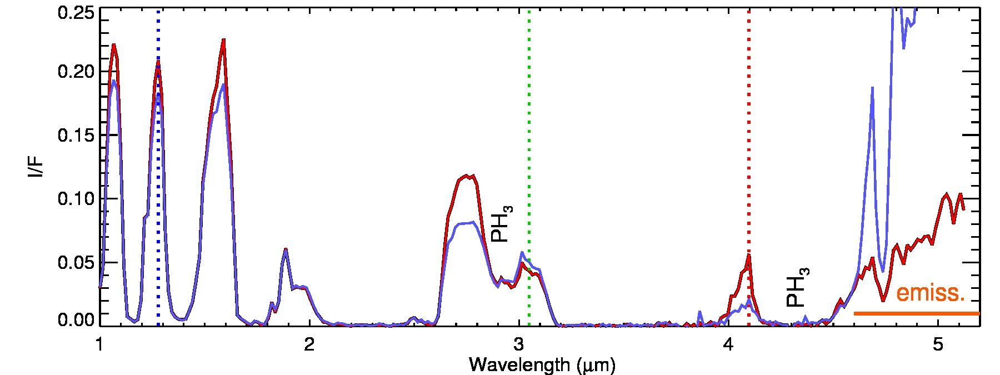 0.25
0.20
0.15
0.10
0.05
0.00
I/F
PH₃
PH₃
emiss.
1 2 3 4 5
Wavelength (μm)